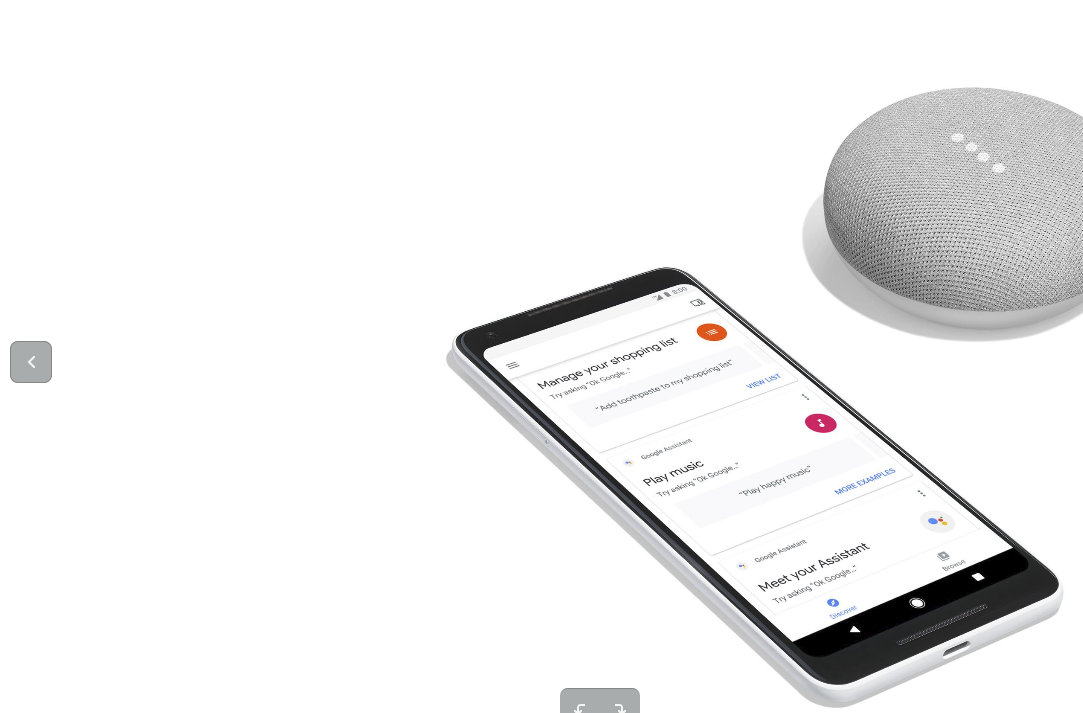 8:00
Manage your shopping list
Try asking "Ok Google..."
"Add toothpaste to my shopping list"
VIEW LIST
Google Assistant
Play music
Try asking "Ok Google..."
"Play happy music"
MORE EXAMPLES
Google Assistant
Meet your Assistant
Try asking "Ok Google..."
Discover
Browse